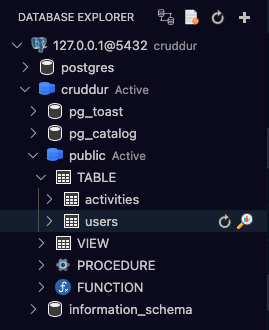 DATABASE EXPLORER
127.0.0.1@5432 cruddur
postgres
cruddur Active
pg_toast
pg_catalog
public Active
TABLE
activities
users
VIEW
PROCEDURE
FUNCTION
information_schema